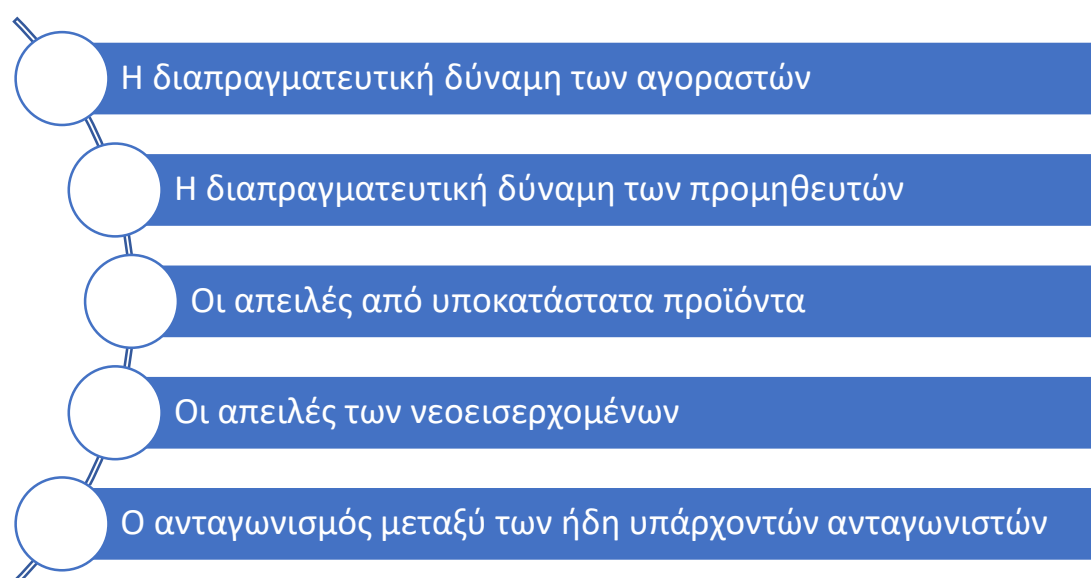 Η διαπραγματευτική δύναμη των αγοραστών
Η διαπραγματευτική δύναμη των προμηθευτών
Οι απειλές από υποκατάστατα προϊόντα
Οι απειλές των νεοεισερχομένων
Ο ανταγωνισμός μεταξύ των ήδη υπάρχοντών ανταγωνιστών